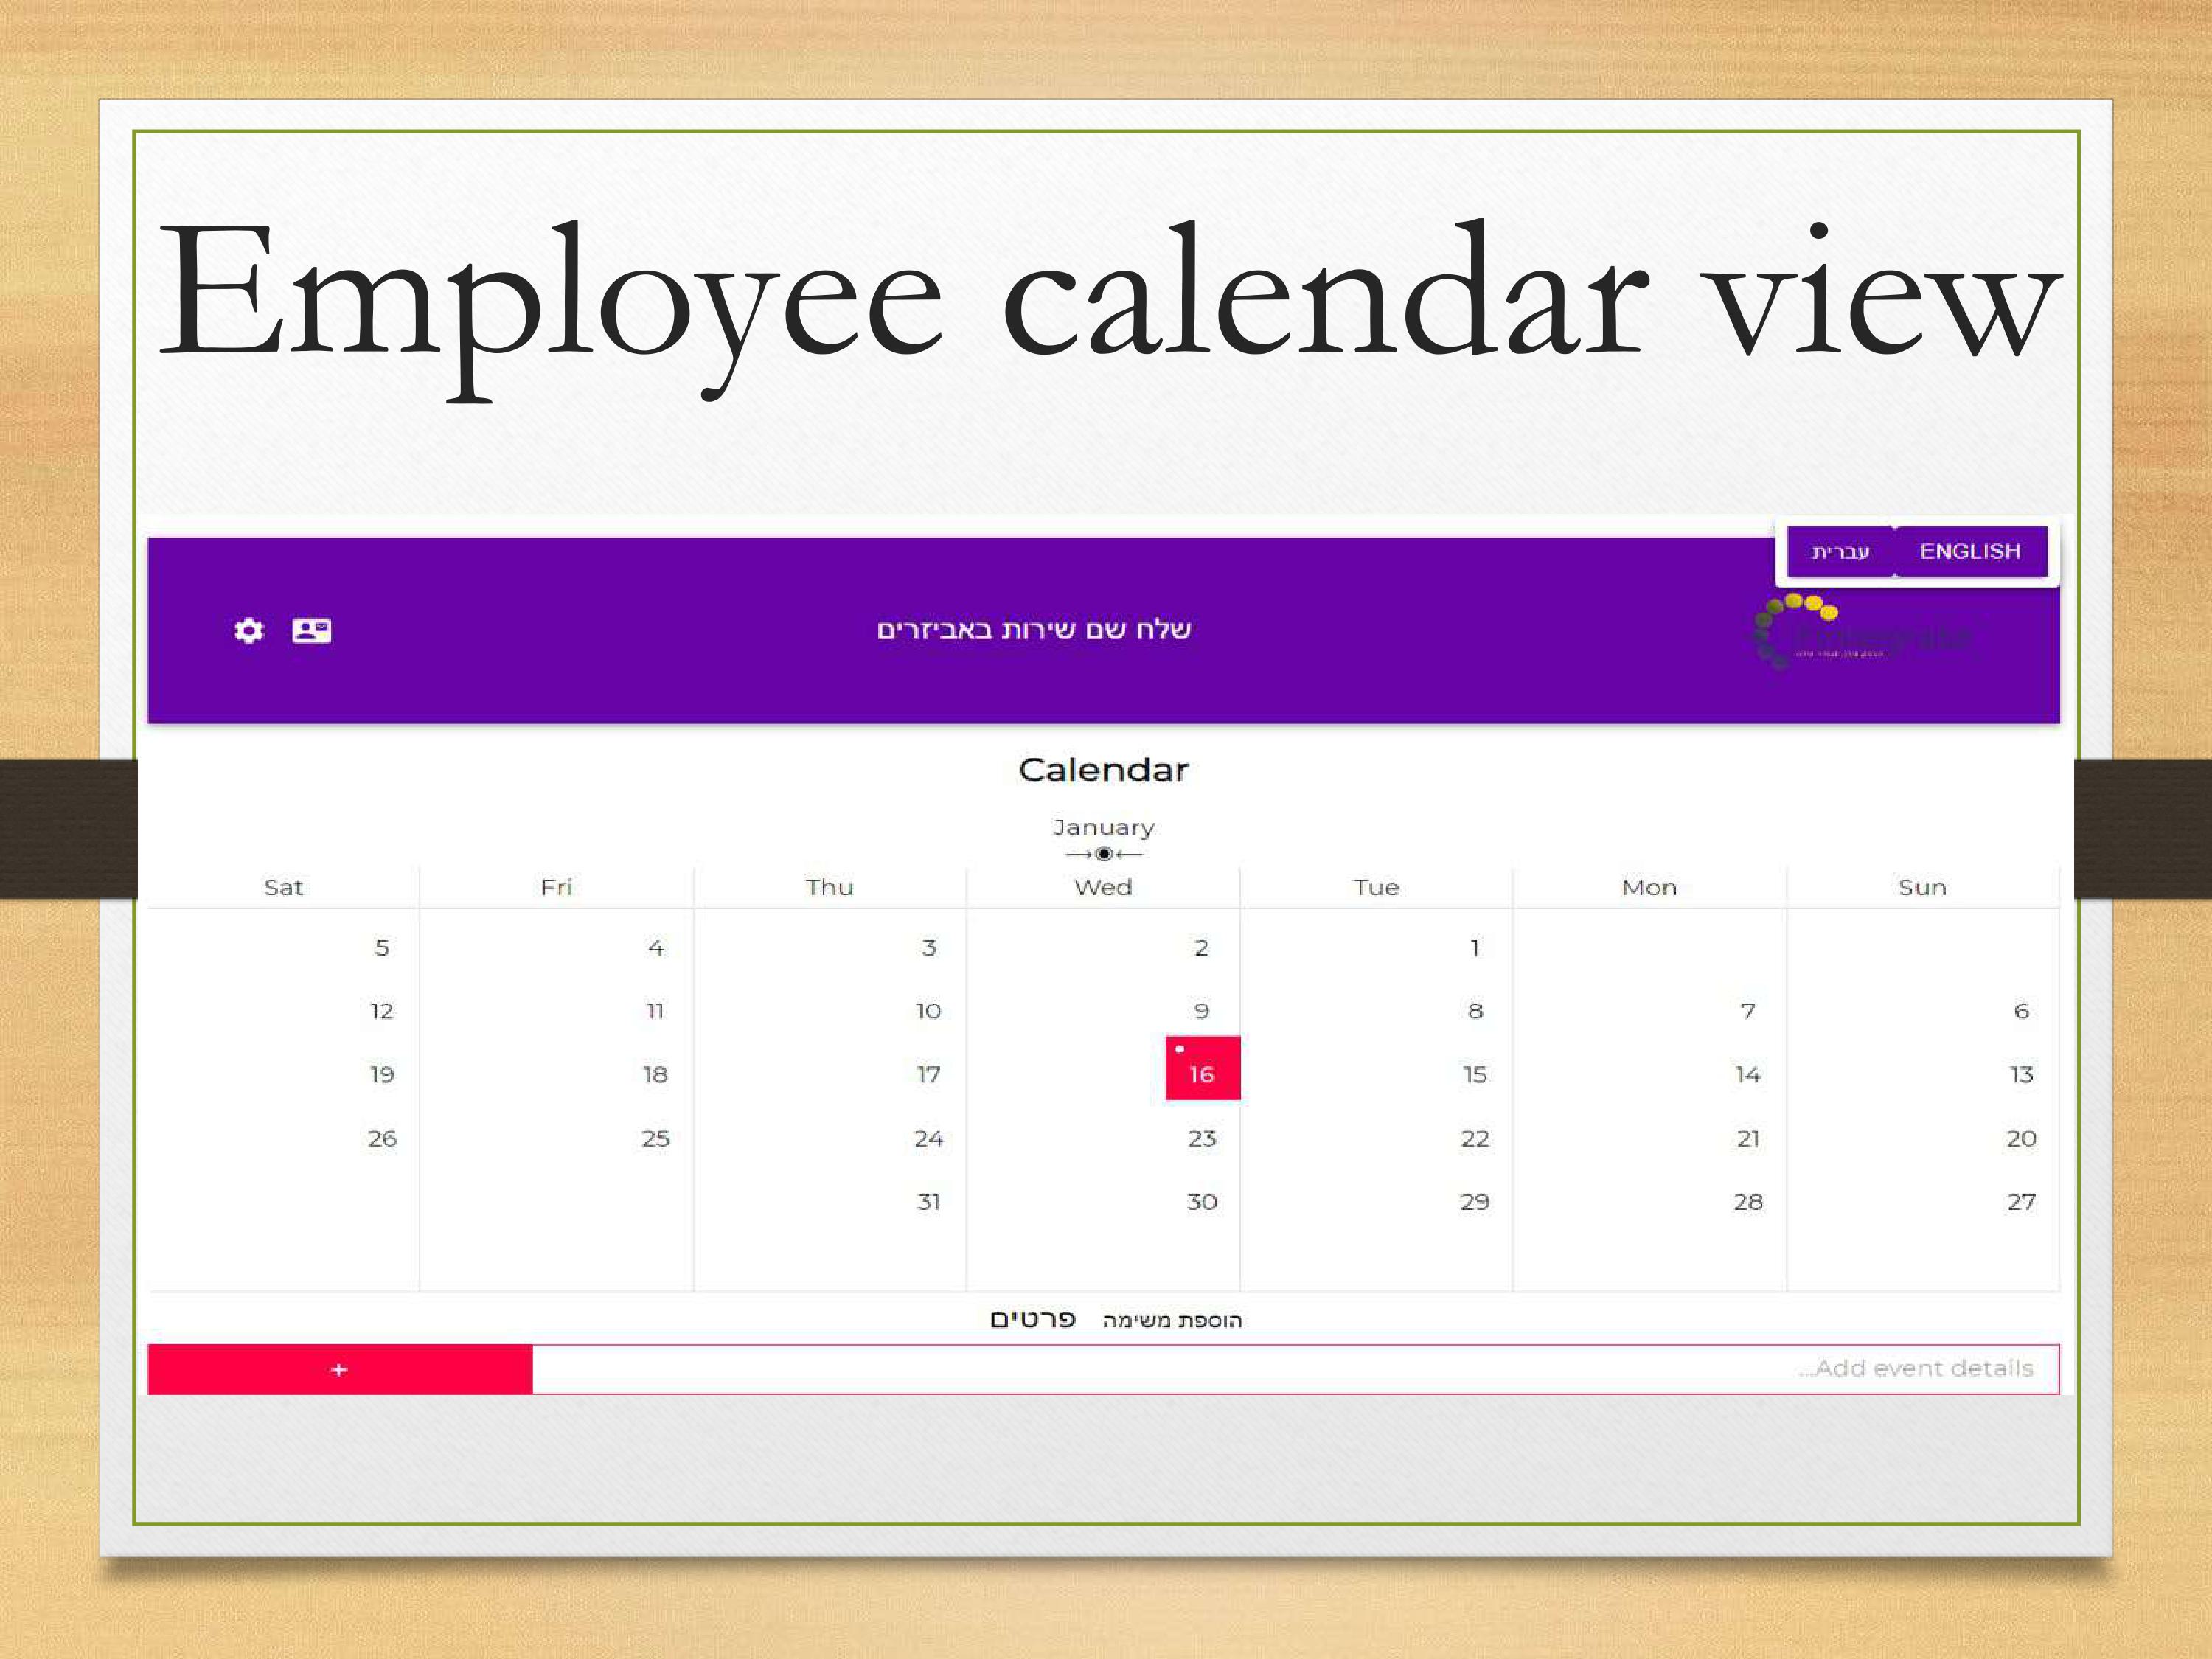 Employee calendar view
עברית ENGLISH
שלח שם שירות באביזרים
Calendar
January
Sat Fri Thu Wed Tue Mon Sun
5 4 3 2 1
12 11 10 9 8 7 6
19 18 17 16 15 14 13
26 25 24 23 22 21 20
31 30 29 28 27
הוספת משימה פרטים
+ ...Add event details